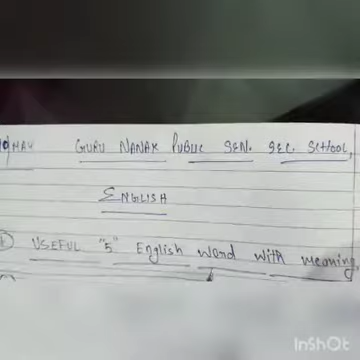 MAY GURU NANAK PUBLIC SEN. SEC. SCHOOL,
ENGLISH
USEFUL "5" English Word with meaning
InShOt